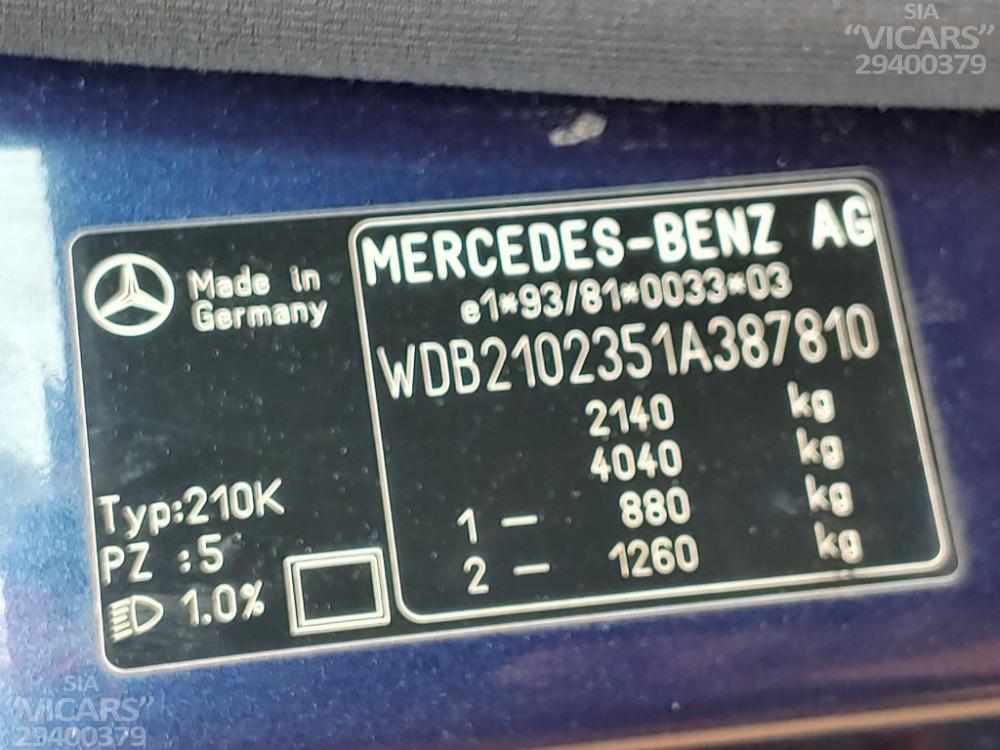 SIA
“VICARS”
29400379
Made in
Germany
Typ:210K
PZ :5
1.0%
MERCEDES-BENZ AG
e1*93/81*0033*03
WDB2102351A387810
2140 kg
4040 kg
1 – 880 kg
2 – 1260 kg
SIA
“VICARS”
29400379